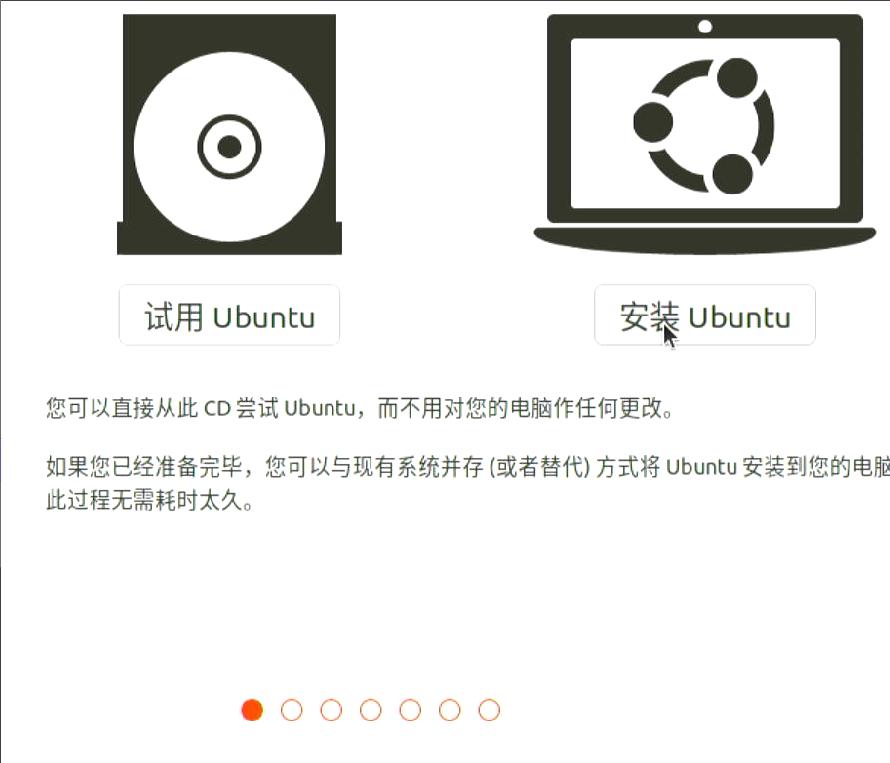 试用 Ubuntu
安装 Ubuntu
您可以直接从此 CD 尝试 Ubuntu，而不用对您的电脑作任何更改。
如果您已经准备完毕，您可以与现有系统并存 (或者替代) 方式将 Ubuntu 安装到您的电脑
此过程无需耗时太久。